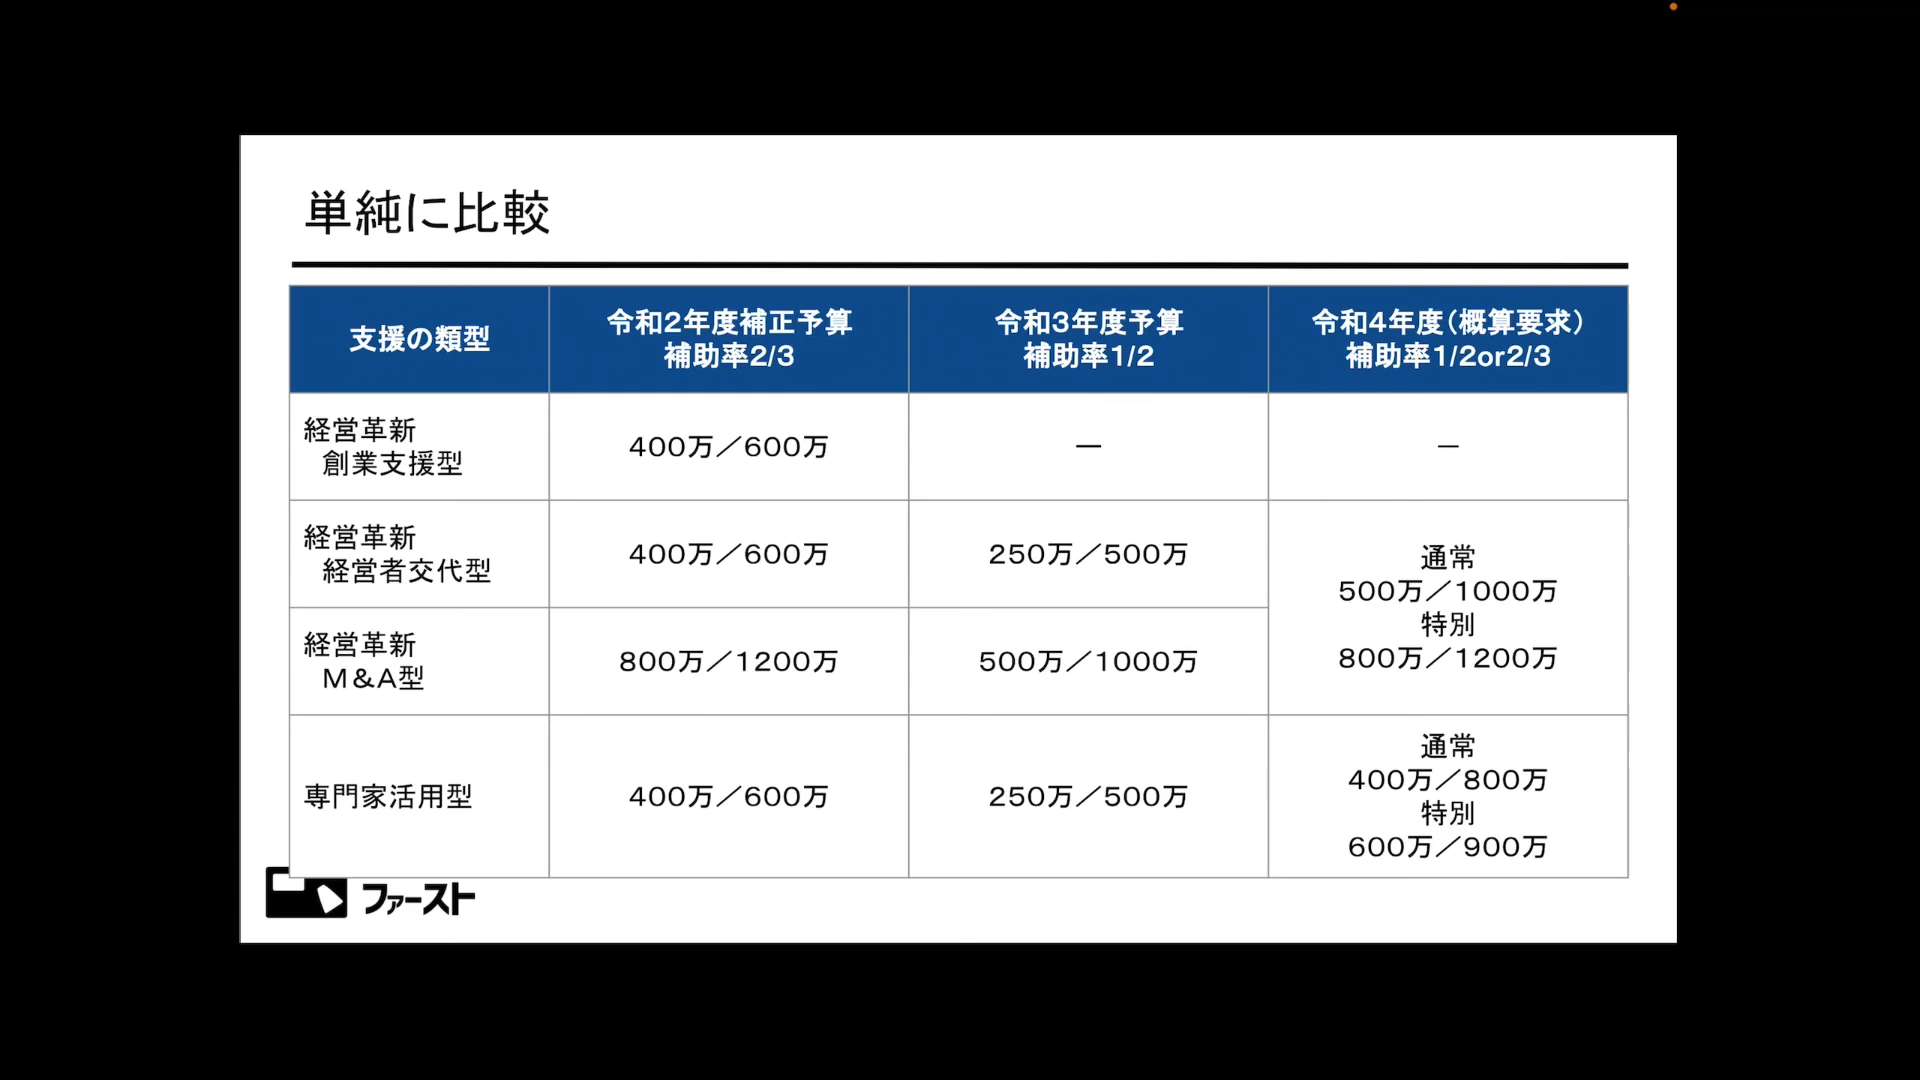 単純に比較
支援の類型
令和2年度補正予算
補助率2/3
令和3年度予算
補助率1/2
令和4年度(概算要求)
補助率1/2or2/3
経営革新
創業支援型
400万／600万
―
－
経営革新
経営者交代型
400万／600万
250万／500万
通常
500万／1000万
特別
800万／1200万
経営革新
M＆A型
800万／1200万
500万／1000万
専門家活用型
400万／600万
250万／500万
通常
400万／800万
特別
600万／900万
ファースト